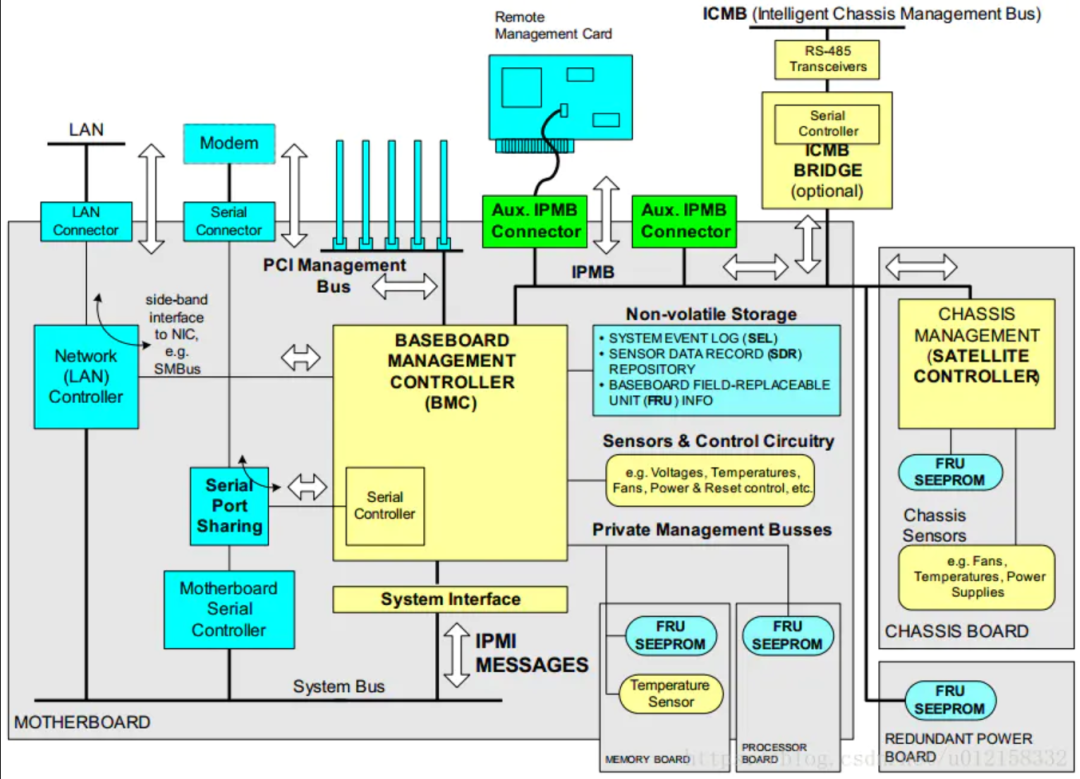 Remote
Management Card
ICMB (Intelligent Chassis Management Bus)
RS-485
Transceivers
Serial
Controller
ICMB
BRIDGE
(optional)
LAN
Modem
LAN
Connector
Serial
Connector
Aux. IPMB
Connector
Aux. IPMB
Connector
PCI Management
Bus
IPMB
side-band
interface
to NIC,
e.g.
SMBus
Network
(LAN)
Controller
BASEBOARD
MANAGEMENT
CONTROLLER
(BMC)
Non-volatile Storage
• SYSTEM EVENT LOG (SEL)
• SENSOR DATA RECORD (SDR)
REPOSITORY
• BASEBOARD FIELD-REPLACEABLE
UNIT (FRU) INFO
CHASSIS
MANAGEMENT
(SATELLITE
CONTROLLER)
Sensors & Control Circuitry
e.g. Voltages, Temperatures,
Fans, Power & Reset control, etc.
FRU
SEEPROM
Serial
Port
Sharing
Serial
Controller
Chassis
Sensors
Private Management Busses
e.g. Fans,
Temperatures, Power
Supplies
Motherboard
Serial
Controller
System Interface
FRU
SEEPROM
FRU
SEEPROM
CHASSIS BOARD
IPMI
MESSAGES
Temperature
Sensor
System Bus
FRU
SEEPROM
MOTHERBOARD
MEMORY BOARD
PROCESSOR
BOARD
REDUNDANT POWER
BOARD